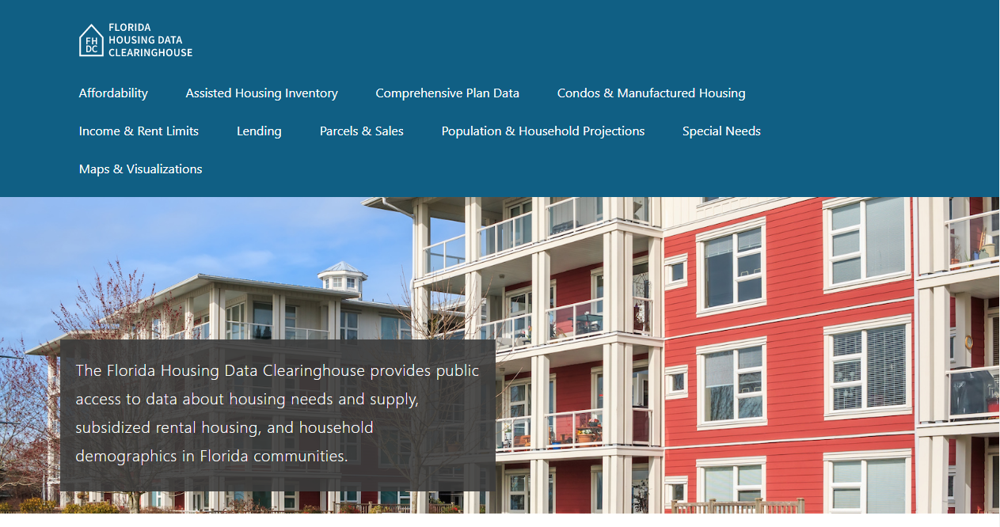 FH
DC
FLORIDA
HOUSING DATA
CLEARINGHOUSE
Affordability Assisted Housing Inventory Comprehensive Plan Data Condos & Manufactured Housing
Income & Rent Limits Lending Parcels & Sales Population & Household Projections Special Needs
Maps & Visualizations
The Florida Housing Data Clearinghouse provides public
access to data about housing needs and supply,
subsidized rental housing, and household
demographics in Florida communities.